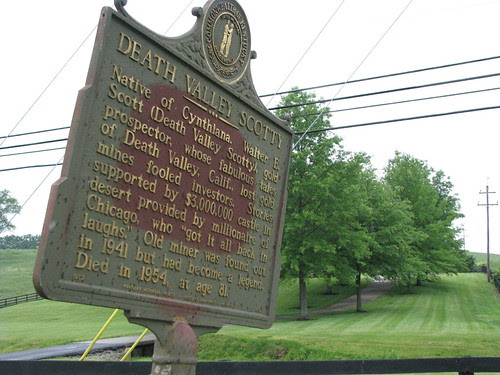 DEATH VALLEY SCOTTY
Native of Cynthiana. Walter E.
Scott (Death Valley Scotty), gold
prospector, whose fabulous tales
of Death Valley, Calif., lost gold
mines fooled investors. Stories
supported by $3,000,000 castle in
desert provided by millionaire of
Chicago, who "got it all back in
laughs." Old miner was found out
in 1941 but had become a legend.
Died in 1954, at age 81.